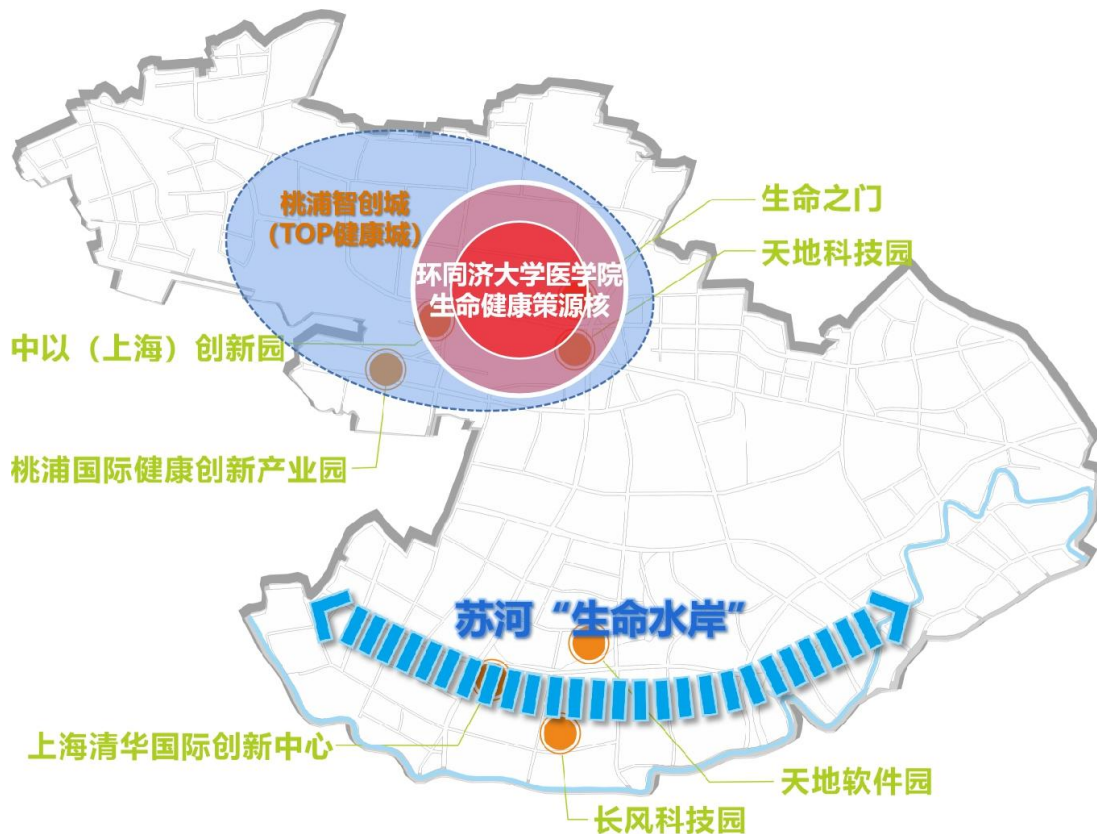 生命之门
桃浦智创城
（TOP健康城）
天地科技园
环同济大学医学院
生命健康策源核
中以（上海）创新园
桃浦国际健康创新产业园
苏河“生命水岸”
上海清华国际创新中心
天地软件园
长风科技园